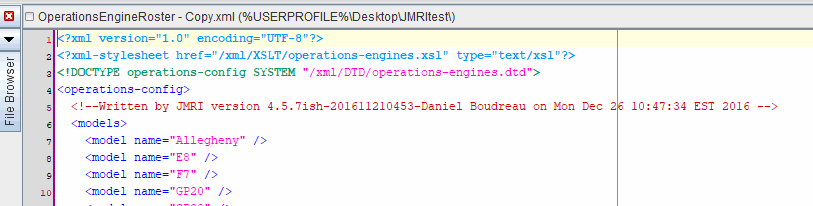 OperationsEngineRoster - Copy.xml (%USERPROFILE%\Desktop\JMRItest\)
File Browser
1 <?xml version="1.0" encoding="UTF-8"?>
2 <?xml-stylesheet href="/xml/XSLT/operations-engines.xsl" type="text/xsl"?>
3 <!DOCTYPE operations-config SYSTEM "/xml/DTD/operations-engines.dtd">
4 <operations-config>
5 <!--Written by JMRI version 4.5.7ish-201611210453-Daniel Boudreau on Mon Dec 26 10:47:34 EST 2016 -->
6 <models>
7 <model name="Allegheny" />
8 <model name="E8" />
9 <model name="F7" />
10 <model name="GP20" />